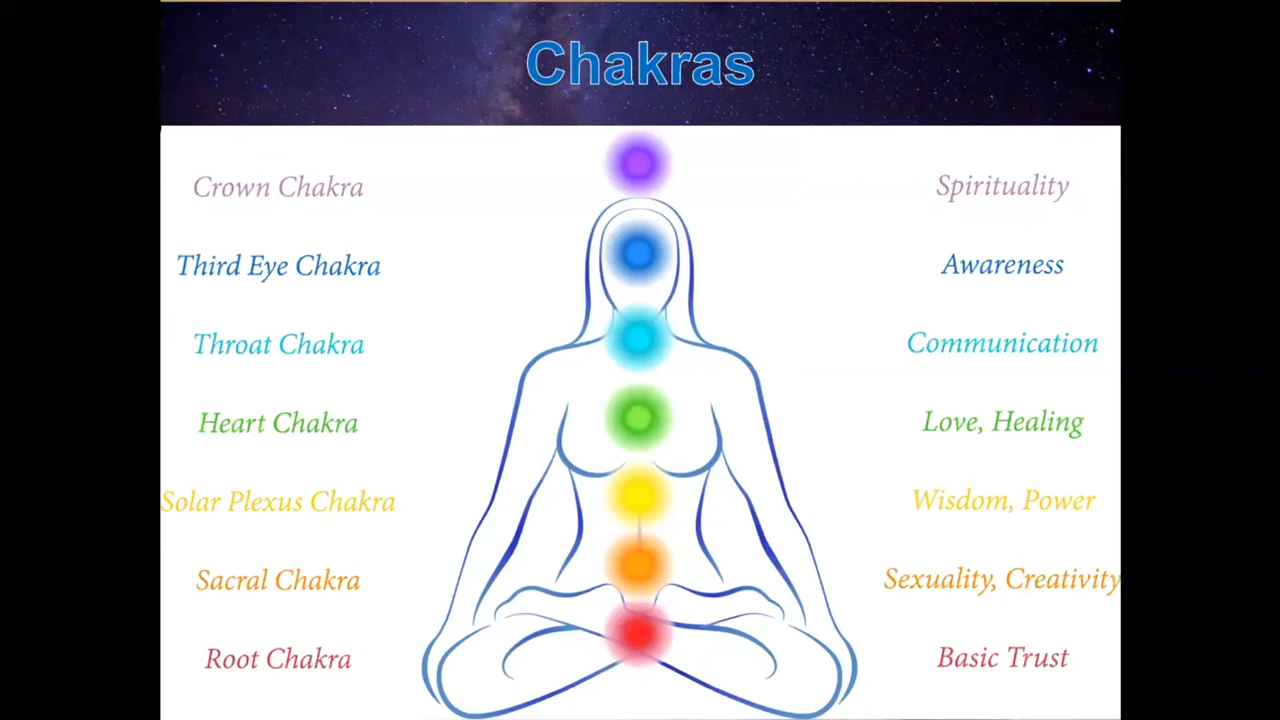 Chakras
Crown Chakra
Spirituality
Third Eye Chakra
Awareness
Throat Chakra
Communication
Heart Chakra
Love, Healing
Solar Plexus Chakra
Wisdom, Power
Sacral Chakra
Sexuality, Creativity
Root Chakra
Basic Trust